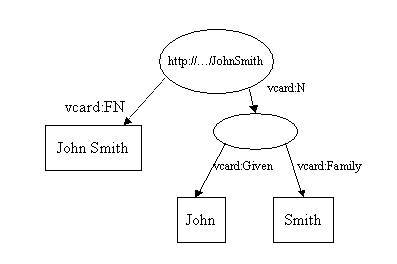 http://.../JohnSmith
vcard:N
vcard:FN
John Smith
vcard:Given
vcard:Family
John
Smith